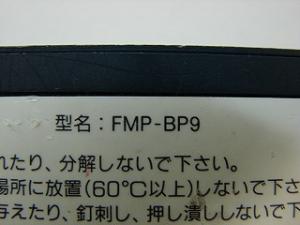 型名：FMP-BP9
れたり、分解しないで下さい。
場所に放置(60℃以上)しないで下
与えたり、釘刺し、押し潰ししないで下